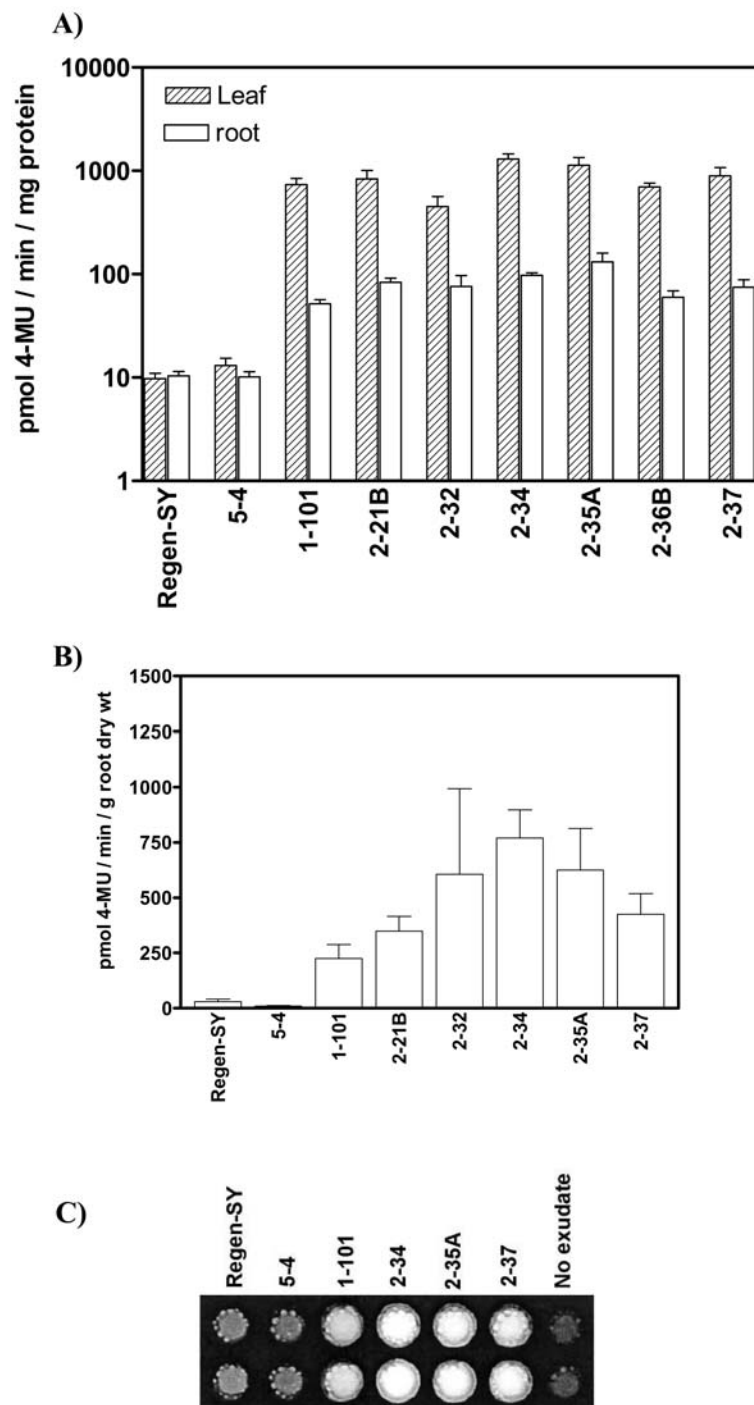 A)
pmol 4-MU / min / mg protein
10000
1000
100
10
1
Leaf
root
Regen-SY
5-4
1-101
2-21B
2-32
2-34
2-35A
2-36B
2-37
B)
pmol 4-MU / min / g root dry wt
1500
1250
1000
750
500
250
0
Regen-SY
5-4
1-101
2-21B
2-32
2-34
2-35A
2-37
C)
Regen-SY
5-4
1-101
2-34
2-35A
2-37
No exudate